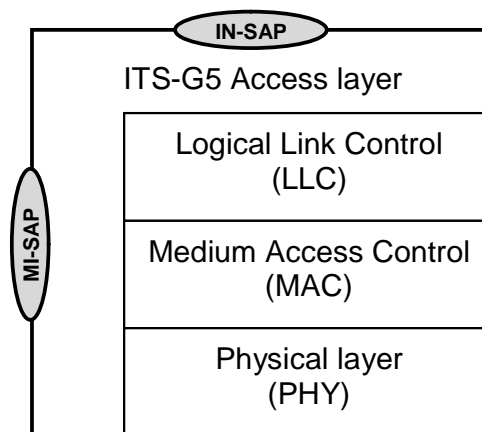 IN-SAP
ITS-G5 Access layer
Logical Link Control
(LLC)
MI-SAP
Medium Access Control
(MAC)
Physical layer
(PHY)